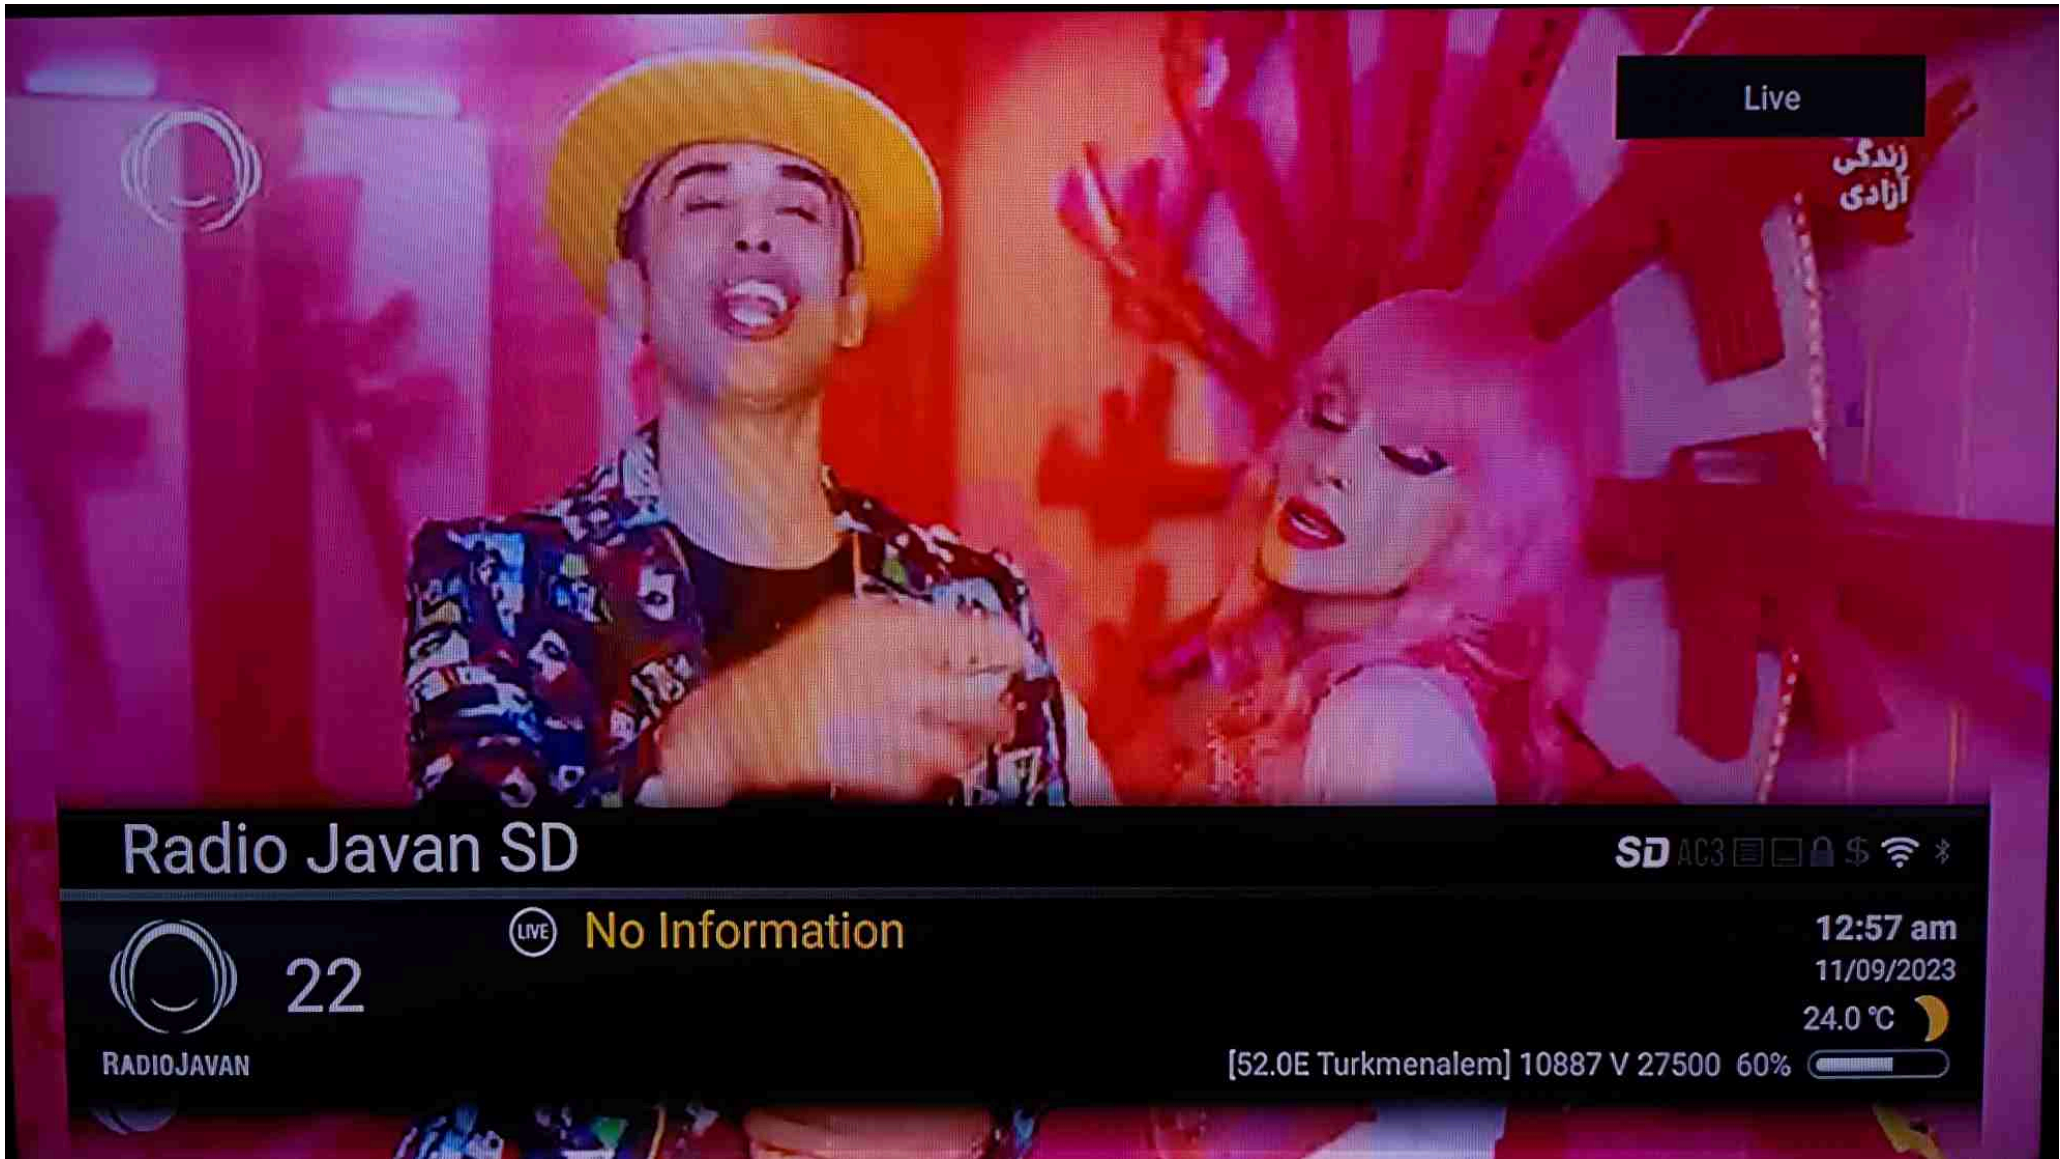 Live
زندگی
آزادی
Radio Javan SD
SD AC3 $
LIVE No Information
22
12:57 am
11/09/2023
24.0 °C
RADIOJAVAN
[52.0E Turkmenalem] 10887 V 27500 60%